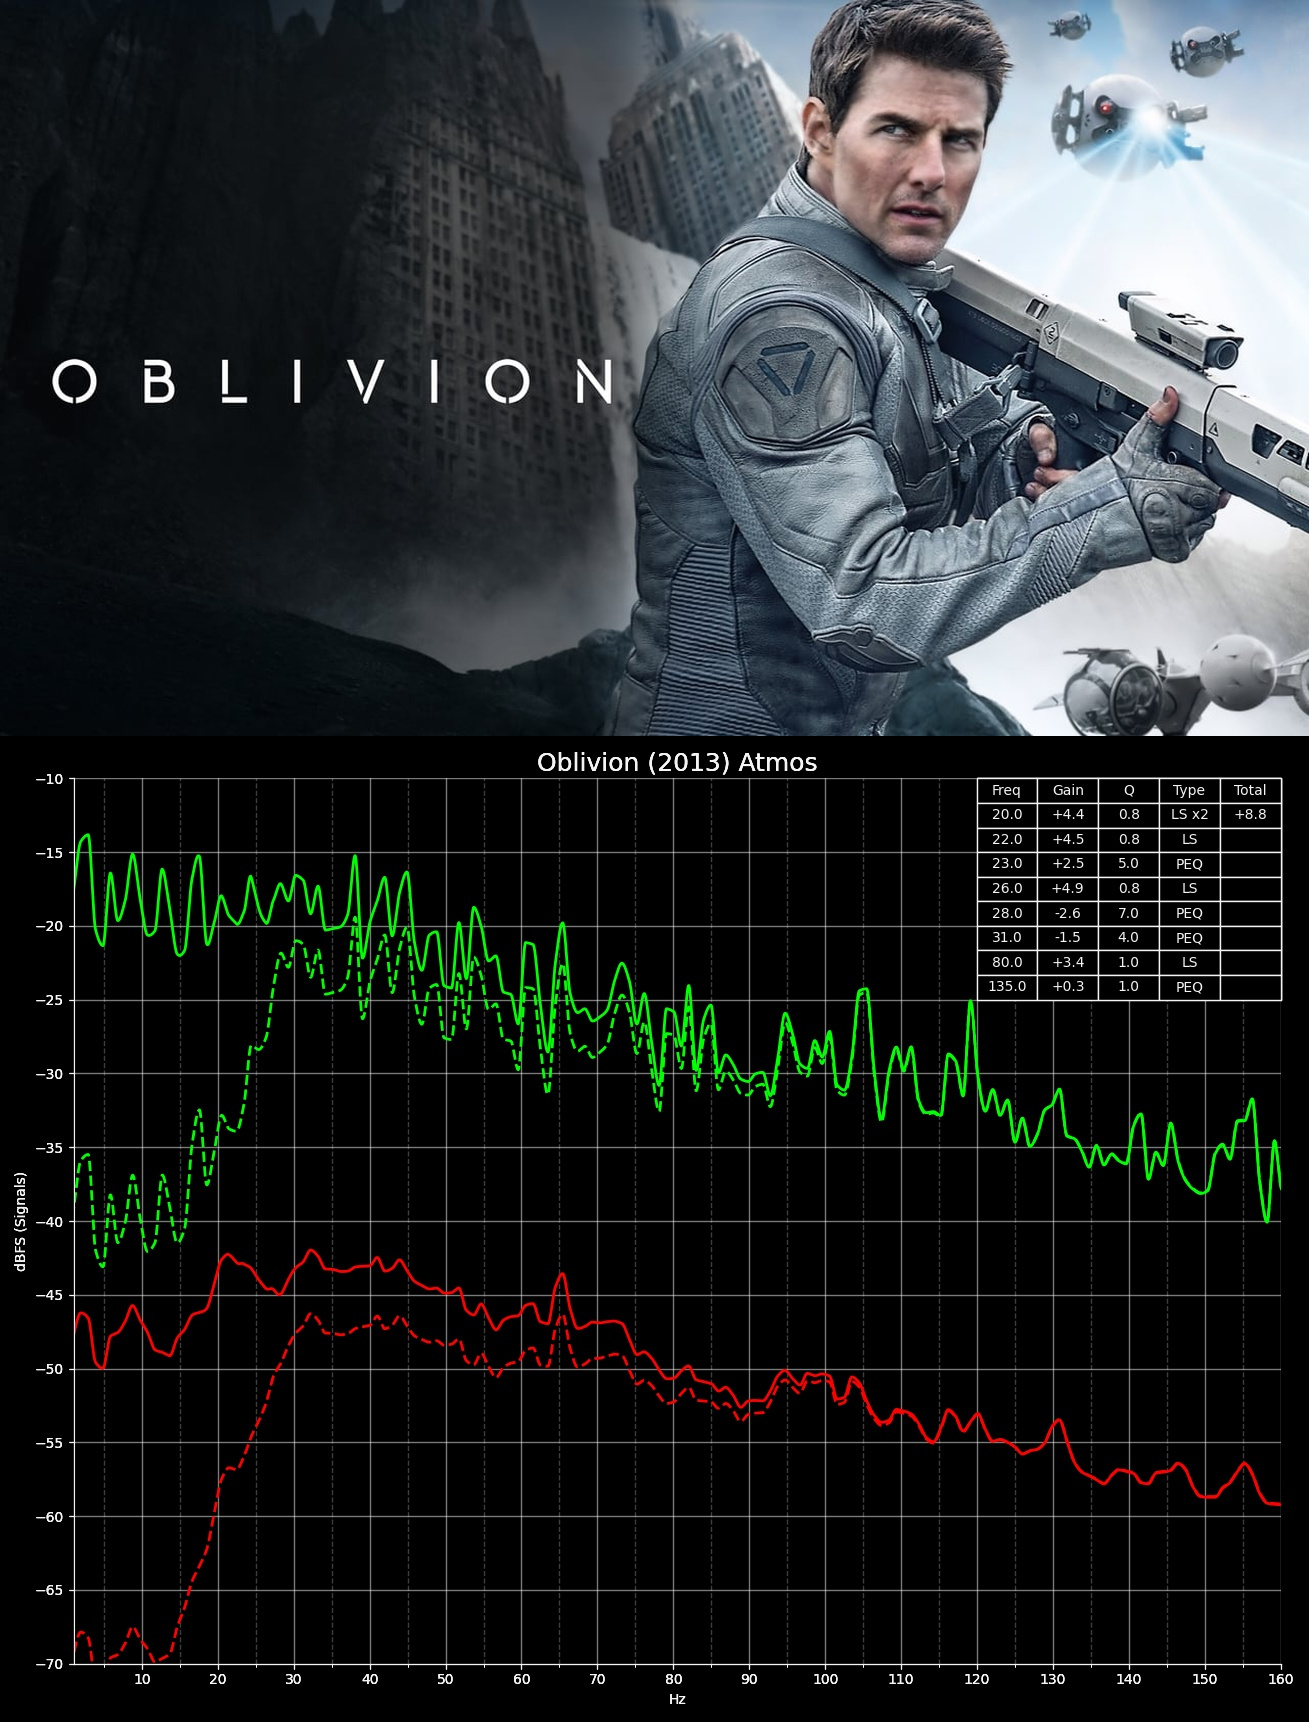 OBLIVION
Oblivion (2013) Atmos
Freq Gain Q Type Total
20.0 +4.4 0.8 LS x2 +8.8
22.0 +4.5 0.8 LS
23.0 +2.5 5.0 PEQ
26.0 +4.9 0.8 LS
28.0 -2.6 7.0 PEQ
31.0 -1.5 4.0 PEQ
80.0 +3.4 1.0 LS
135.0 +0.3 1.0 PEQ
−10
−15
−20
−25
−30
−35
−40
−45
−50
−55
−60
−65
−70
dBFS (Signals)
10 20 30 40 50 60 70 80 90 100 110 120 130 140 150 160
Hz